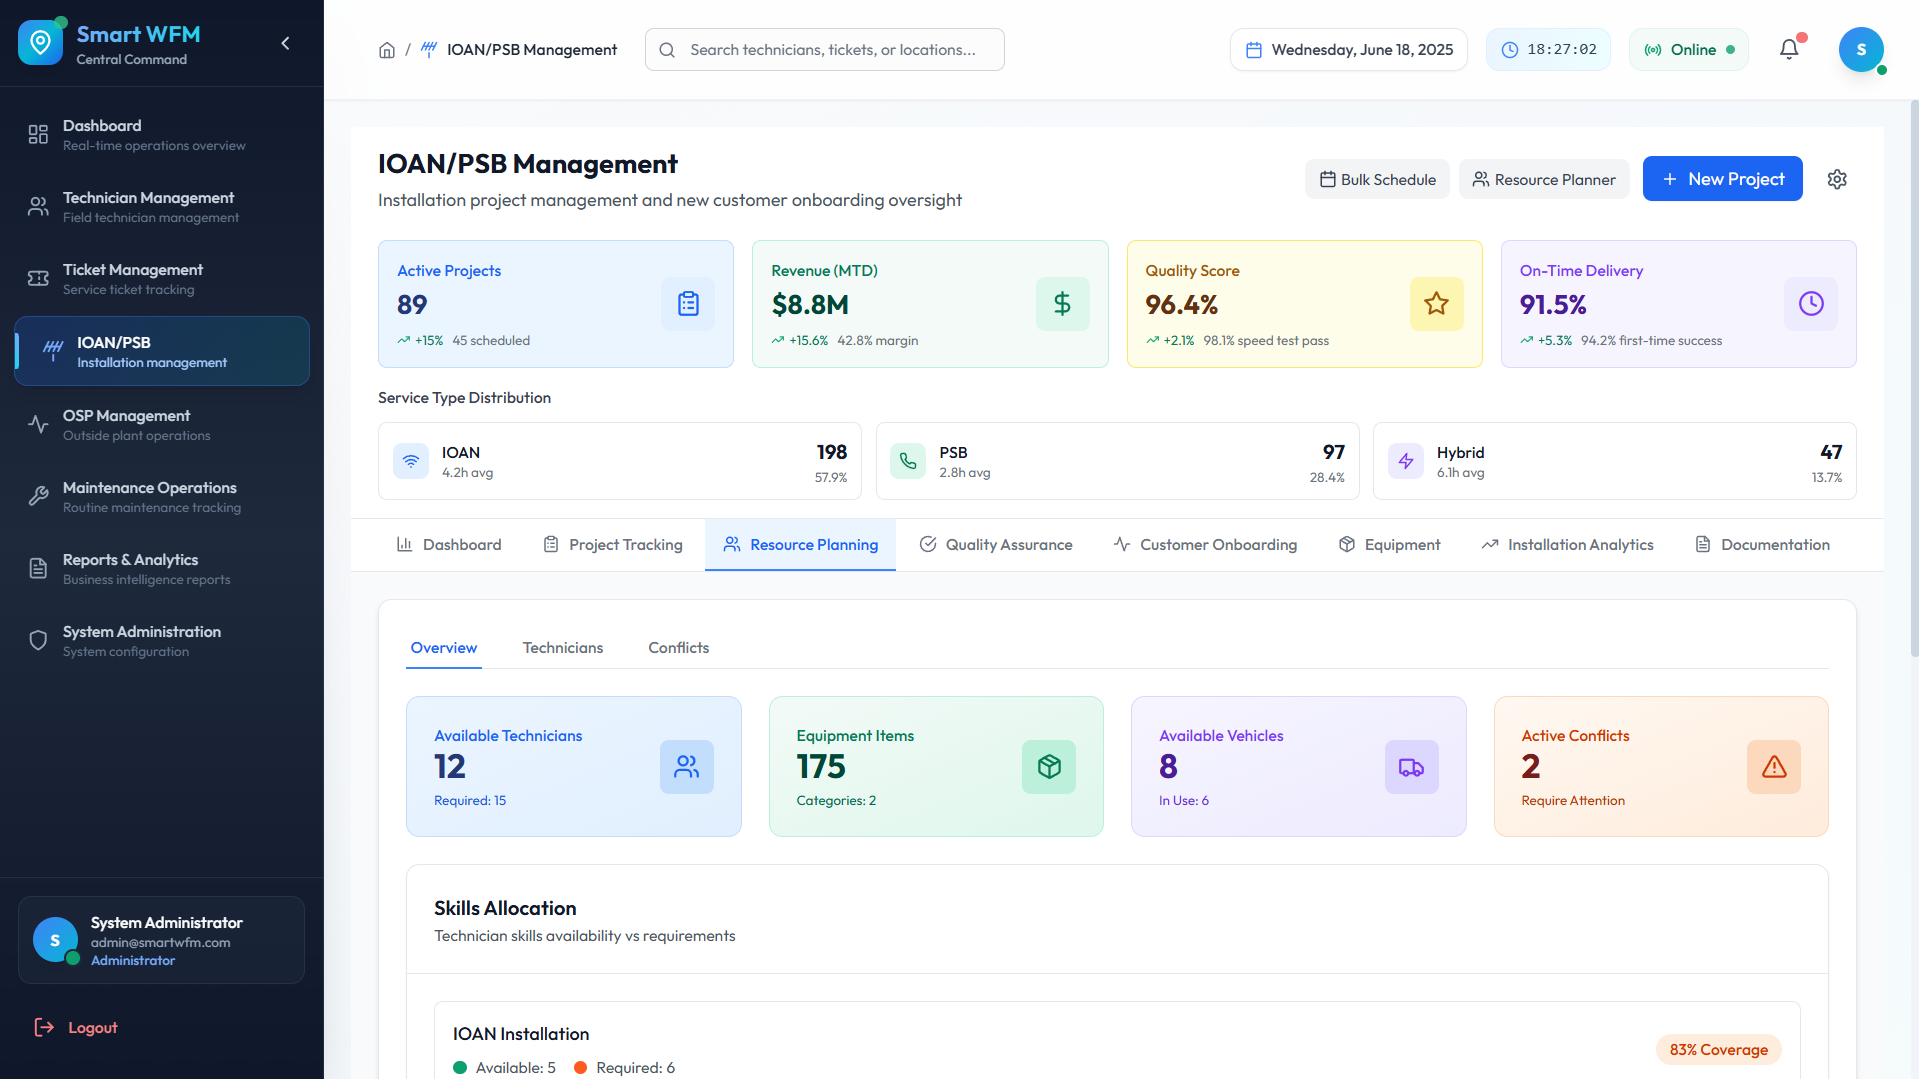 Smart WFM
Central Command
Dashboard
Real-time operations overview
Technician Management
Field technician management
Ticket Management
Service ticket tracking
IOAN/PSB
Installation management
OSP Management
Outside plant operations
Maintenance Operations
Routine maintenance tracking
Reports & Analytics
Business intelligence reports
System Administration
System configuration
S
System Administrator
admin@smartwfm.com
Administrator
Logout
/ IOAN/PSB Management
Search technicians, tickets, or locations...
Wednesday, June 18, 2025
18:27:02
Online
S
IOAN/PSB Management
Installation project management and new customer onboarding oversight
Bulk Schedule
Resource Planner
New Project
Active Projects
89
+15% 45 scheduled
Revenue (MTD)
$8.8M
+15.6% 42.8% margin
Quality Score
96.4%
+2.1% 98.1% speed test pass
On-Time Delivery
91.5%
+5.3% 94.2% first-time success
Service Type Distribution
IOAN
4.2h avg
198
57.9%
PSB
2.8h avg
97
28.4%
Hybrid
6.1h avg
47
13.7%
Dashboard
Project Tracking
Resource Planning
Quality Assurance
Customer Onboarding
Equipment
Installation Analytics
Documentation
Overview
Technicians
Conflicts
Available Technicians
12
Required: 15
Equipment Items
175
Categories: 2
Available Vehicles
8
In Use: 6
Active Conflicts
2
Require Attention
Skills Allocation
Technician skills availability vs requirements
IOAN Installation
Available: 5 Required: 6
83% Coverage